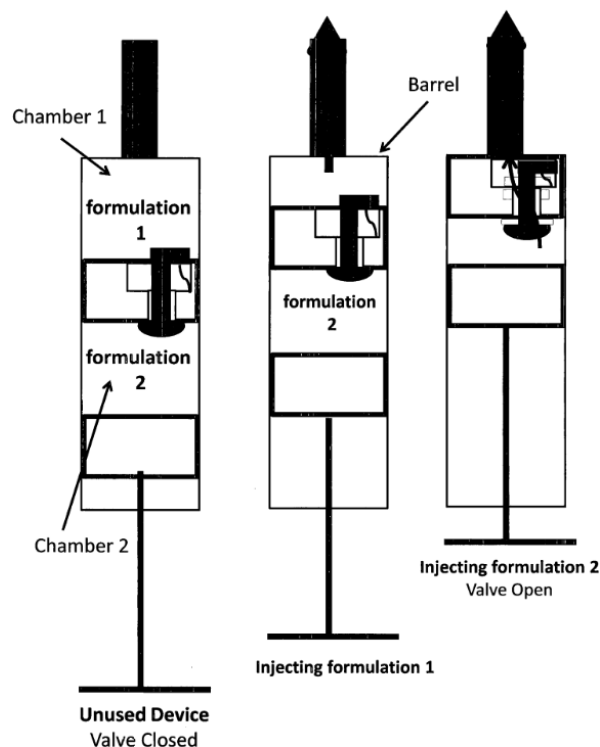 Chamber 1
Barrel
formulation
1
formulation
2
formulation
2
Chamber 2
Injecting formulation 2
Valve Open
Injecting formulation 1
Unused Device
Valve Closed